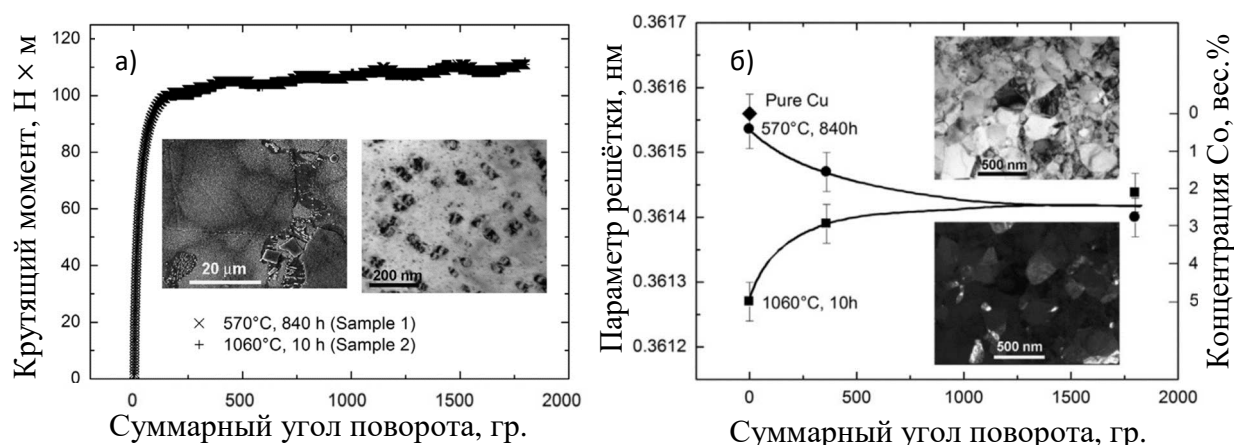 а)
Крутящий момент, Н × м
120
100
80
60
40
20
0
20 μm
200 nm
× 570°C, 840 h (Sample 1)
+ 1060°C, 10 h (Sample 2)
0 500 1000 1500 2000
Суммарный угол поворота, гр.
б)
Параметр решётки, нм
0.3617
0.3616
0.3615
0.3614
0.3613
0.3612
Pure Cu
570°C, 840h
1060°C, 10h
500 nm
500 nm
0
1
2
3
4
5
Концентрация Co, вес.%
0 500 1000 1500 2000
Суммарный угол поворота, гр.